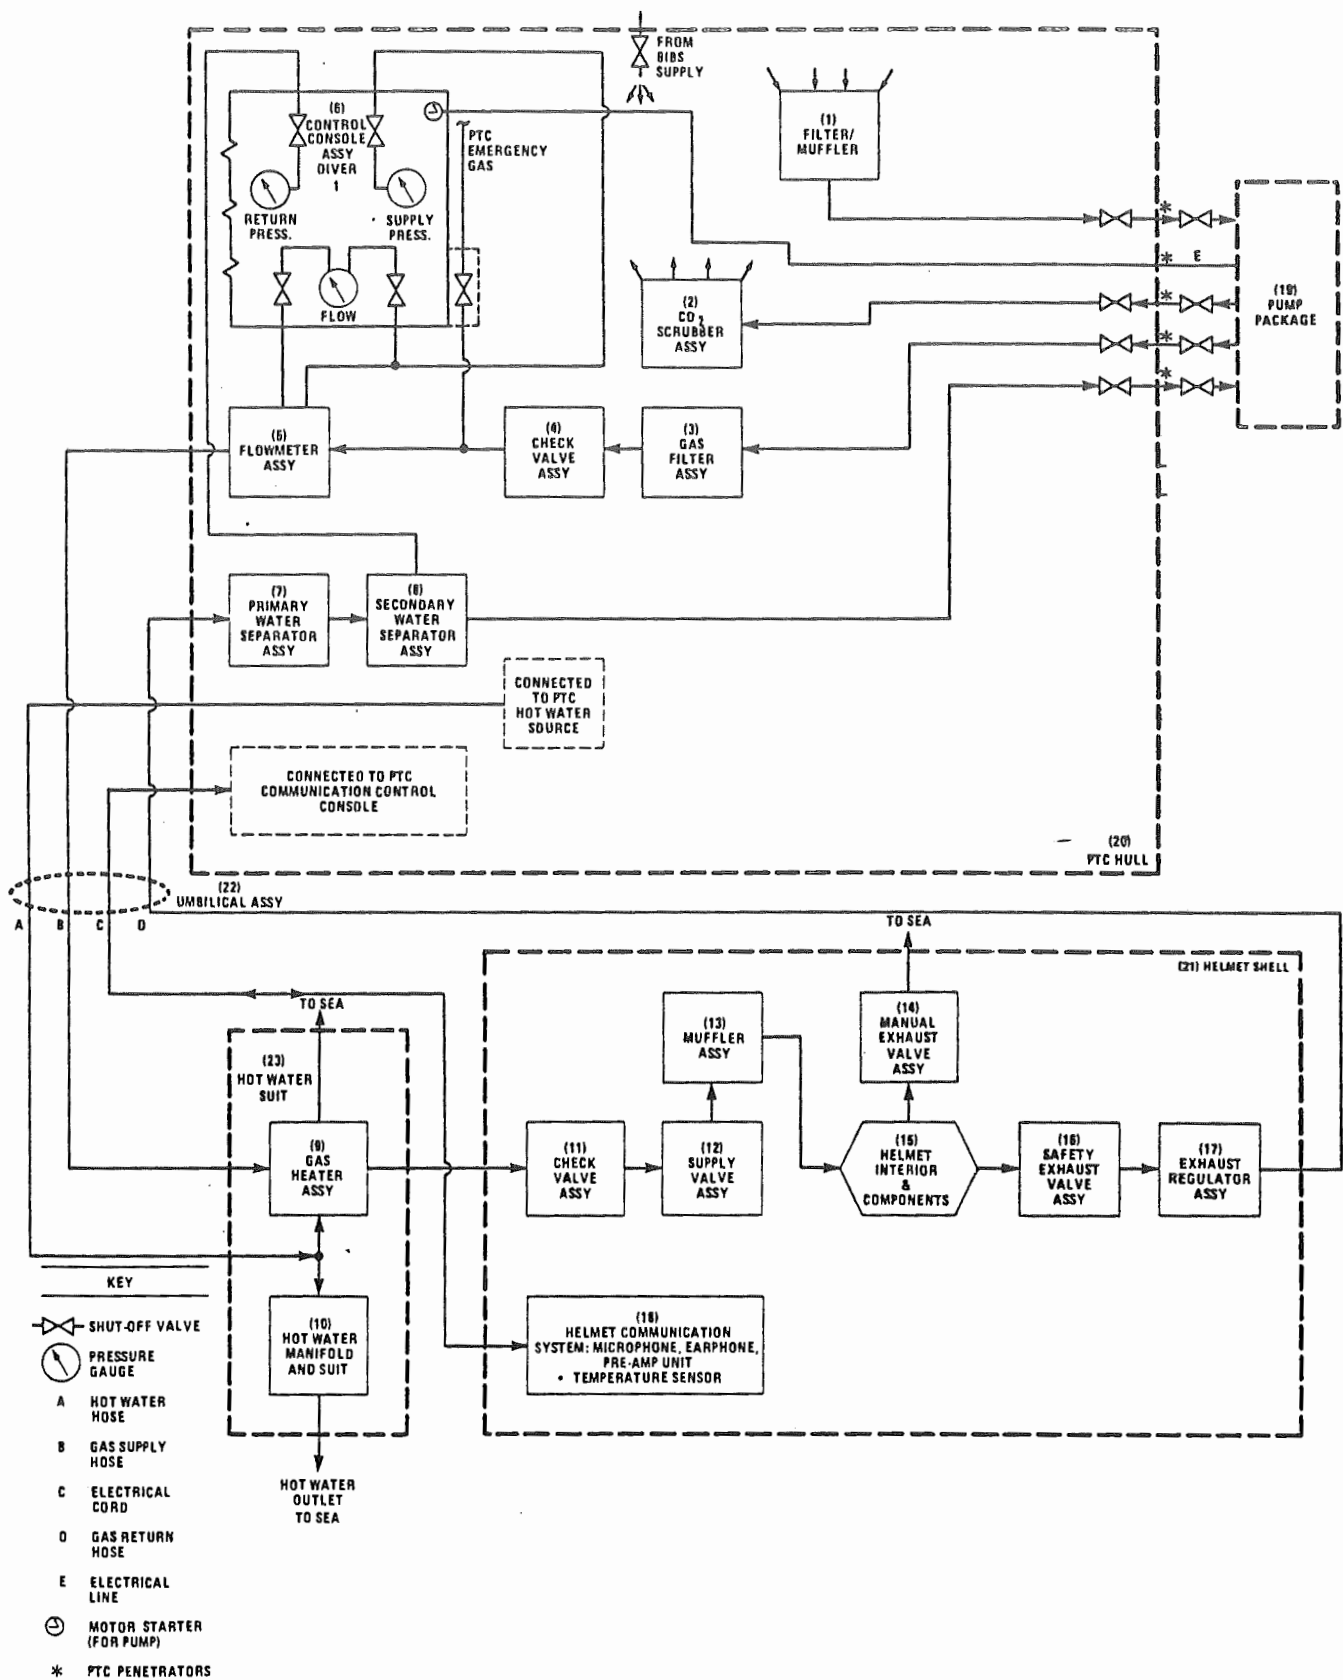 FROM
BIBS
SUPPLY
(6)
CONTROL
CONSOLE
ASSY
DIVER
1
PTC
EMERGENCY
GAS
(1)
FILTER/
MUFFLER
RETURN
PRESS.
SUPPLY
PRESS.
FLOW
*
* E
*
*
*
(2)
CO2
SCRUBBER
ASSY
(19)
PUMP
PACKAGE
(5)
FLOWMETER
ASSY
(4)
CHECK
VALVE
ASSY
(3)
GAS
FILTER
ASSY
(7)
PRIMARY
WATER
SEPARATOR
ASSY
(8)
SECONDARY
WATER
SEPARATOR
ASSY
CONNECTED
TO PTC
HOT WATER
SOURCE
CONNECTED TO PTC
COMMUNICATION CONTROL
CONSOLE
(20)
PTC HULL
(22)
UMBILICAL ASSY
A B C D
TO SEA
(21) HELMET SHELL
TO SEA
(23)
HOT WATER
SUIT
(13)
MUFFLER
ASSY
(14)
MANUAL
EXHAUST
VALVE
ASSY
(9)
GAS
HEATER
ASSY
(11)
CHECK
VALVE
ASSY
(12)
SUPPLY
VALVE
ASSY
(15)
HELMET
INTERIOR
&
COMPONENTS
(16)
SAFETY
EXHAUST
VALVE
ASSY
(17)
EXHAUST
REGULATOR
ASSY
(10)
HOT WATER
MANIFOLD
AND SUIT
(18)
HELMET COMMUNICATION
SYSTEM: MICROPHONE, EARPHONE,
PRE-AMP UNIT
• TEMPERATURE SENSOR
HOT WATER
OUTLET
TO SEA
KEY
SHUT-OFF VALVE
PRESSURE
GAUGE
A HOT WATER
HOSE
B GAS SUPPLY
HOSE
C ELECTRICAL
CORD
D GAS RETURN
HOSE
E ELECTRICAL
LINE
MOTOR STARTER
(FOR PUMP)
* PTC PENETRATORS